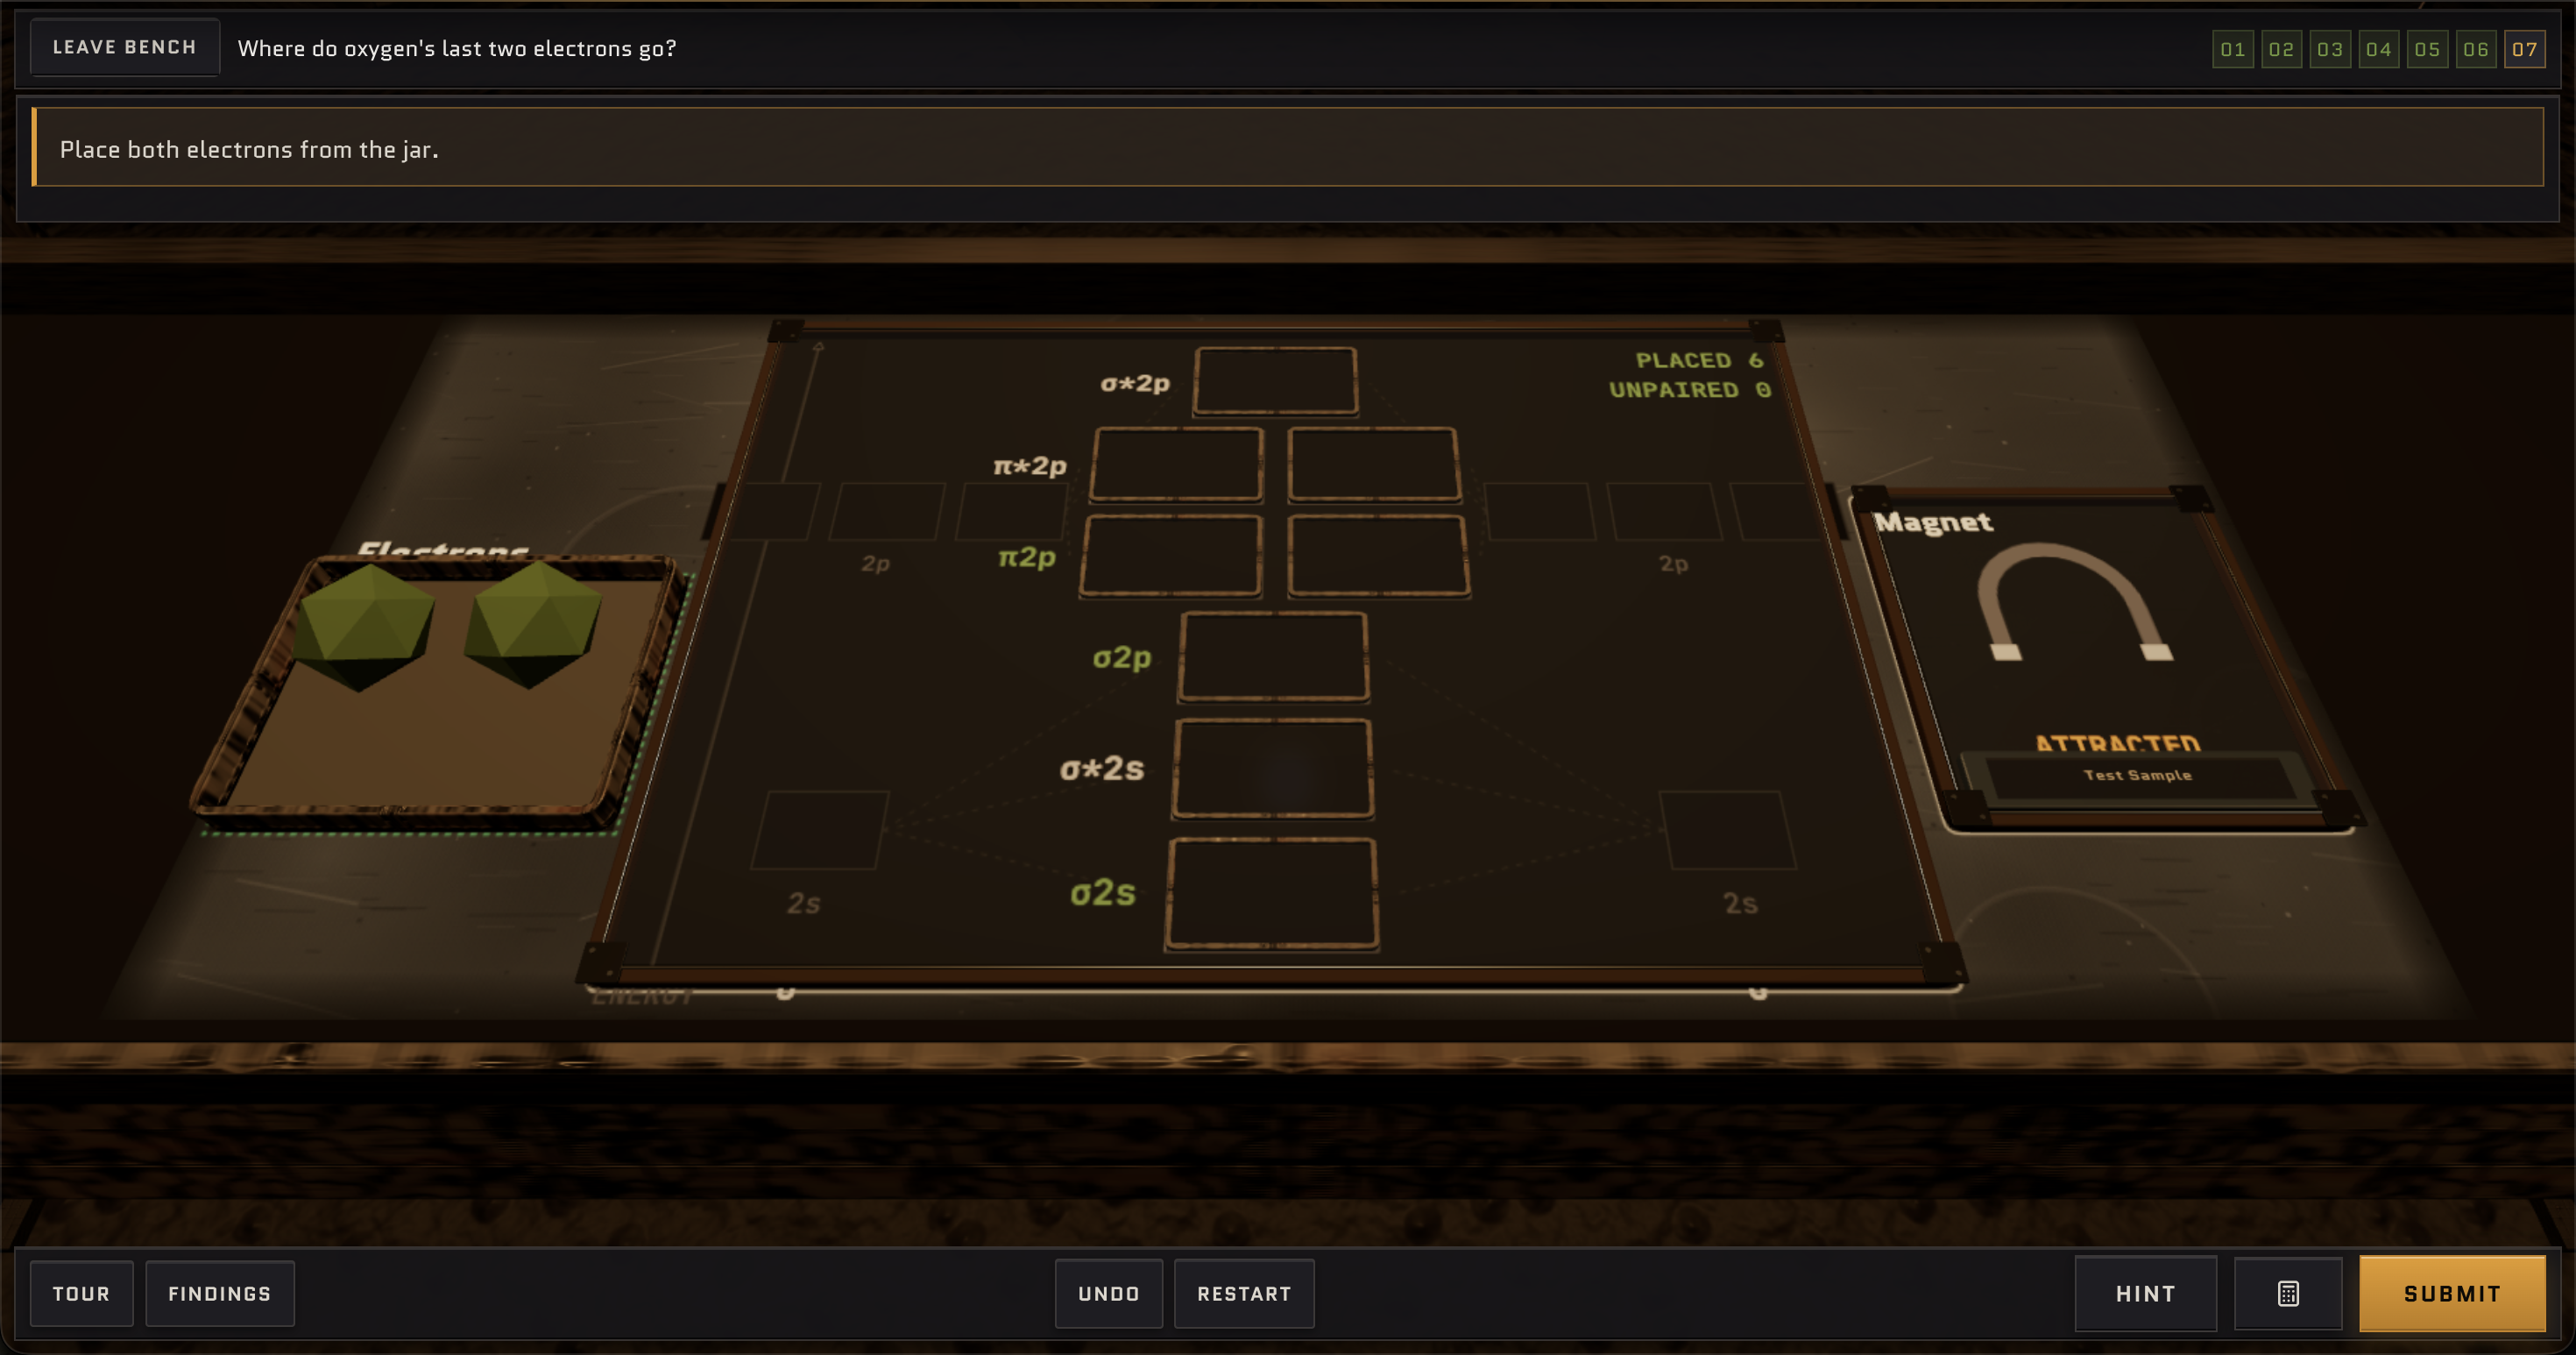 LEAVE BENCH
Where do oxygen's last two electrons go?
01 02 03 04 05 06 07
Place both electrons from the jar.
PLACED 6
UNPAIRED 0
σ*2p
π*2p
Electrons
2p
π2p
2p
Magnet
σ2p
σ*2s
ATTRACTED
Test Sample
σ2s
2s
2s
ENERGY
TOUR
FINDINGS
UNDO
RESTART
HINT
SUBMIT